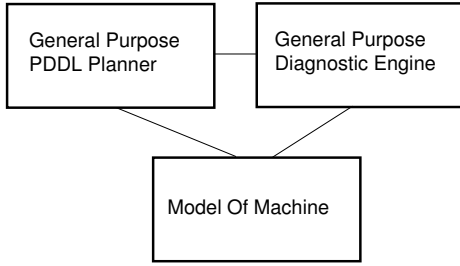 General Purpose
PDDL Planner
General Purpose
Diagnostic Engine
Model Of Machine